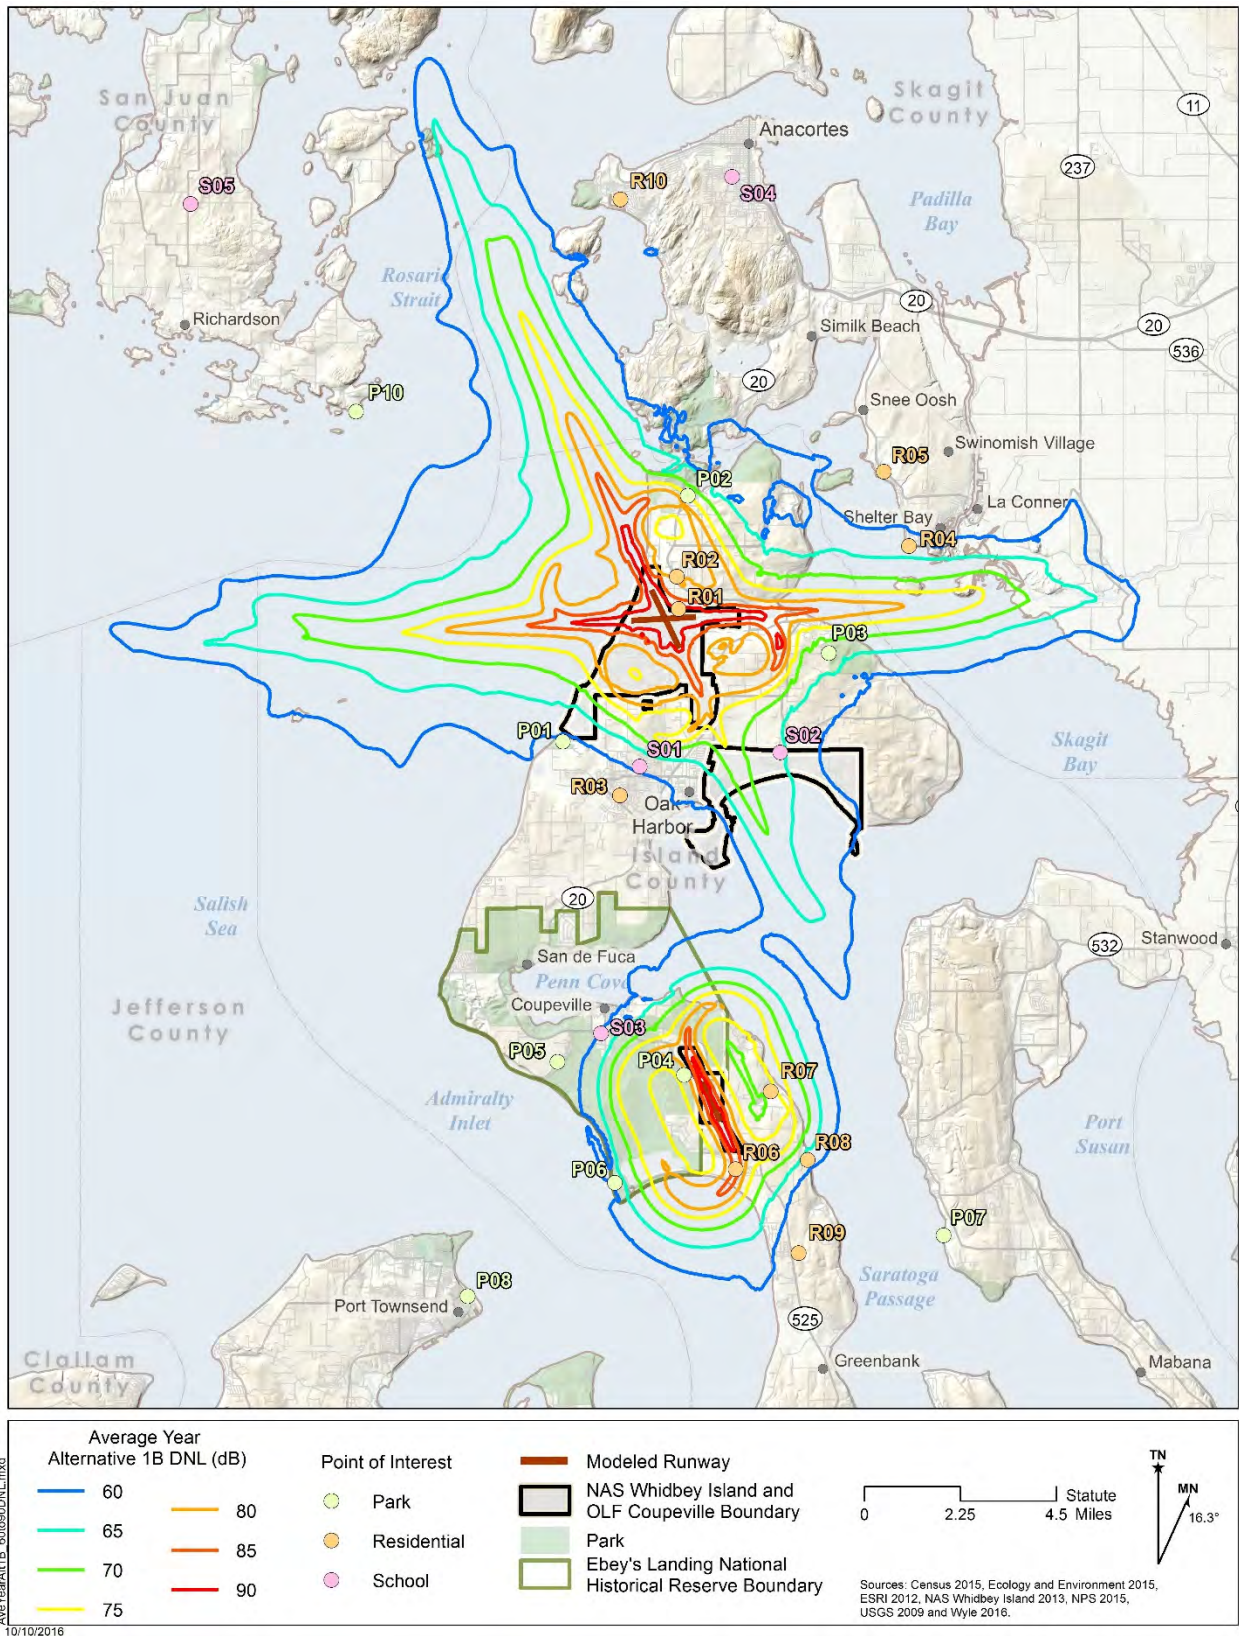 San Juan
County
Skagit
County
11
Anacortes
237
S05
R10
S04
Padilla
Bay
Rosario
Strait
20
Richardson
Similk Beach
20
536
20
P10
Snee Oosh
Swinomish Village
R05
P02
La Conner
Shelter Bay
R04
R02
R01
P03
P01
S02
S01
Skagit
Bay
R03
Oak
Harbor
Island
County
20
Salish
Sea
532
Stanwood
San de Fuca
Penn Cove
Jefferson
County
Coupeville
S03
P05
P04
R07
Admiralty
Inlet
Port
Susan
R08
R06
P06
P07
R09
Saratoga
Passage
P08
Port Townsend
525
Clallam
County
Greenbank
Mabana
Average Year
Alternative 1B DNL (dB)
60
65
70
75
80
85
90
Point of Interest
Park
Residential
School
Modeled Runway
NAS Whidbey Island and
OLF Coupeville Boundary
Park
Ebey's Landing National
Historical Reserve Boundary
Statute
0 2.25 4.5 Miles
TN
MN
16.3°
Sources: Census 2015, Ecology and Environment 2015,
ESRI 2012, NAS Whidbey Island 2013, NPS 2015,
USGS 2009 and Wyle 2016.
10/10/2016